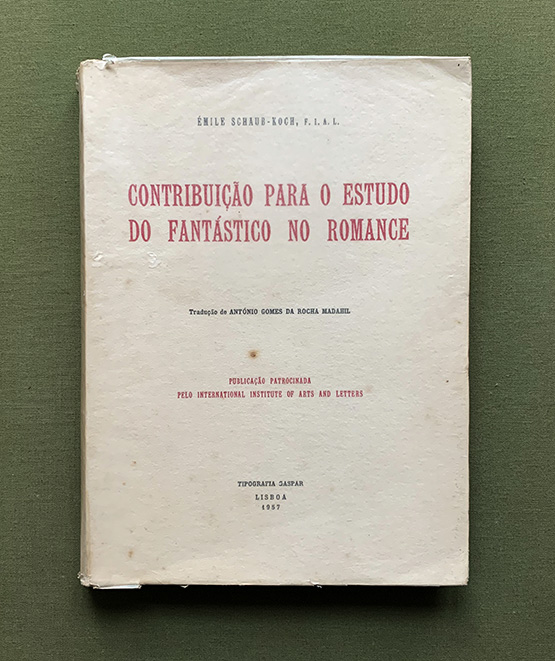 ÉMILE SCHAUB-KOCH, F. I. A. L.
CONTRIBUIÇÃO PARA O ESTUDO
DO FANTÁSTICO NO ROMANCE
Tradução de ANTÓNIO GOMES DA ROCHA MADAHIL
PUBLICAÇÃO PATROCINADA
PELO INTERNATIONAL INSTITUTE OF ARTS AND LETTERS
TIPOGRAFIA GASPAR
LISBOA
1957